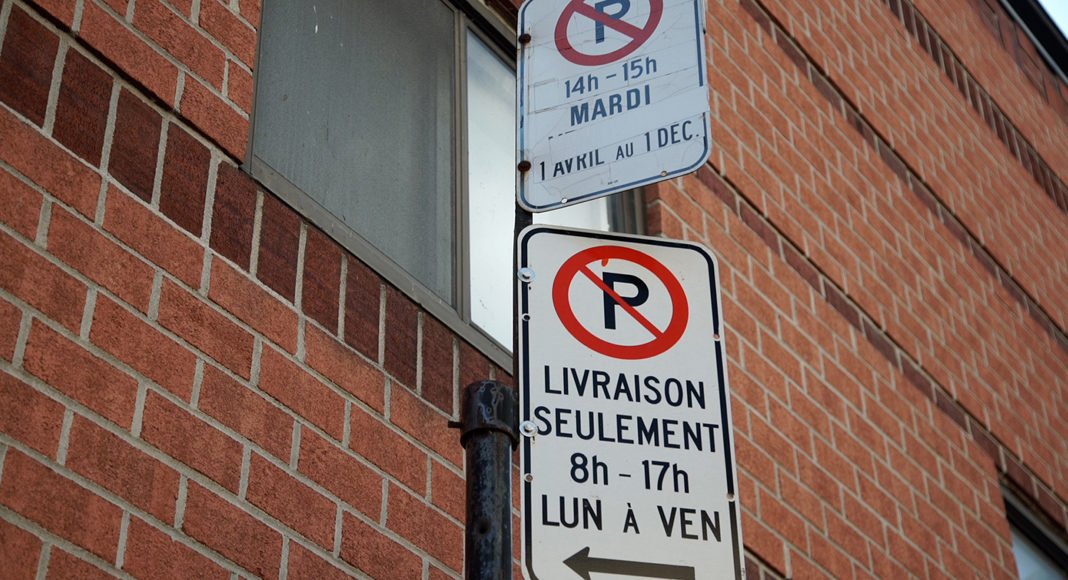 P
14h - 15h
MARDI
1 AVRIL AU 1 DEC.
P
LIVRAISON
SEULEMENT
8h - 17h
LUN À VEN